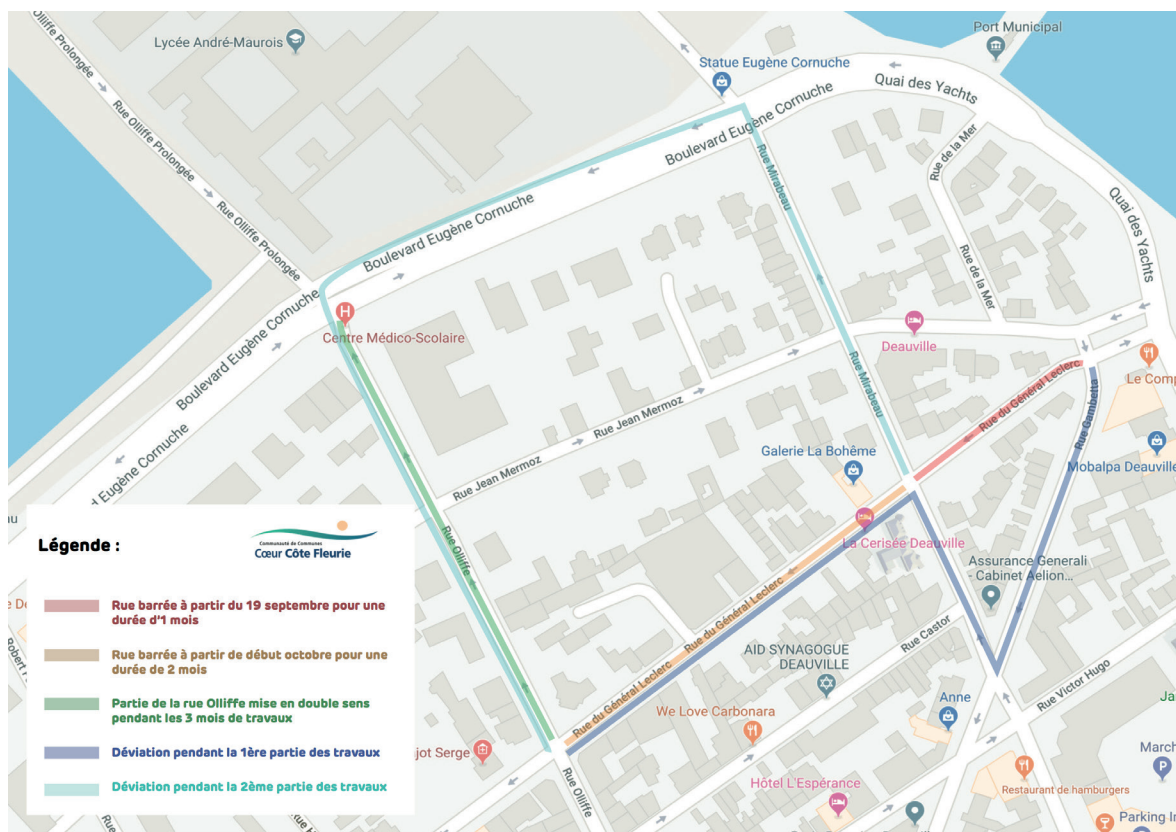 Port Municipal
Lycée André-Maurois
Statue Eugène Cornuche
Quai des Yachts
Rue Olliffe Prolongée
Rue Olliffe Prolongée
Boulevard Eugène Cornuche
Rue de la Mer
Rue Mirabeau
Quai des Yachts
Rue Olliffe Prolongée
Boulevard Eugène Cornuche
Rue de la Mer
Boulevard Eugène Cornuche
Centre Médico-Scolaire
Deauville
Rue Mirabeau
Rue du Général Leclerc
Le Comp
Rue Gambetta
Rue Jean Mermoz
Galerie La Bohême
Mobalpa Deauville
Rue Jean Mermoz
Boulevard Eugène Cornuche
La Cerisée Deauville
Rue Olliffe
Assurance Generali
- Cabinet Aelion...
Rue du Général Leclerc
Rue Castor
AID SYNAGOGUE
DEAUVILLE
Rue du Général Leclerc
Anne
Rue Victor Hugo
We Love Carbonara
jot Serge
Rue Olliffe
Hôtel L'Espérance
Restaurant de hamburgers
Ja
March
Parking
Légende :
Communauté de Communes
Cœur Côte Fleurie
Rue barrée à partir du 19 septembre pour une
durée d'1 mois
Rue barrée à partir de début octobre pour une
durée de 2 mois
Partie de la rue Olliffe mise en double sens
pendant les 3 mois de travaux
Déviation pendant la 1ère partie des travaux
Déviation pendant la 2ème partie des travaux